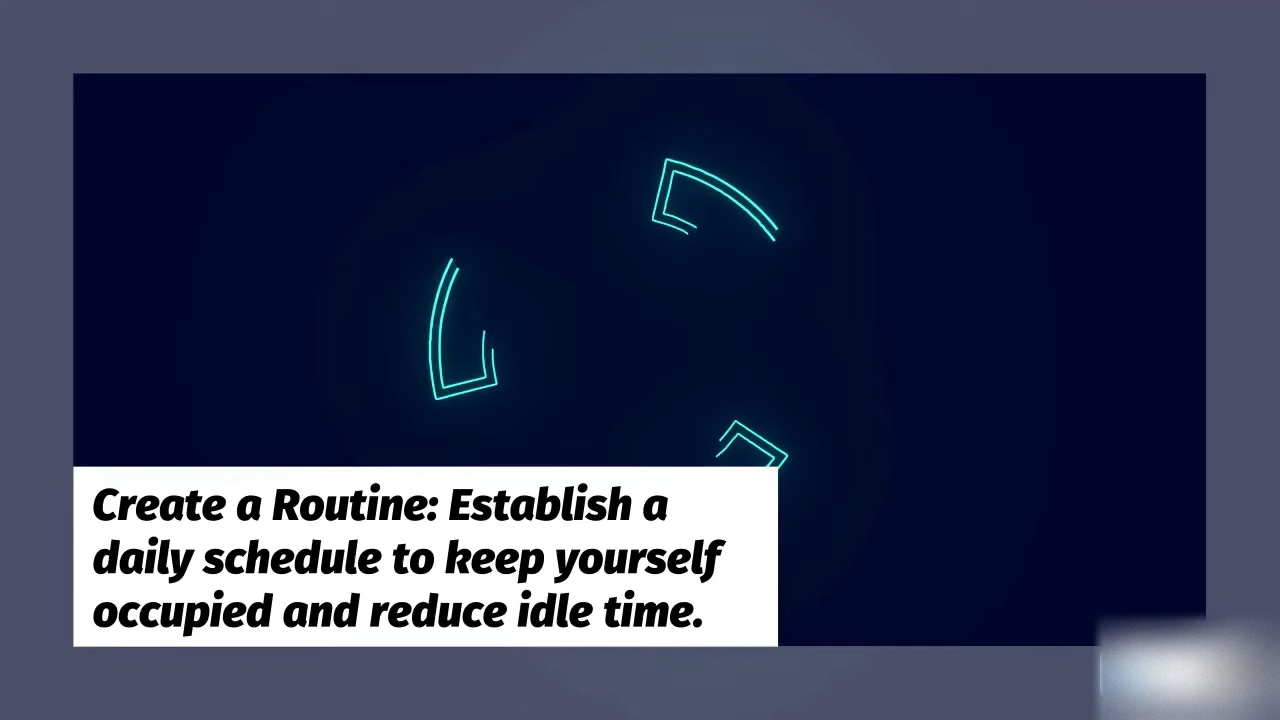 Create a Routine: Establish a
daily schedule to keep yourself
occupied and reduce idle time.